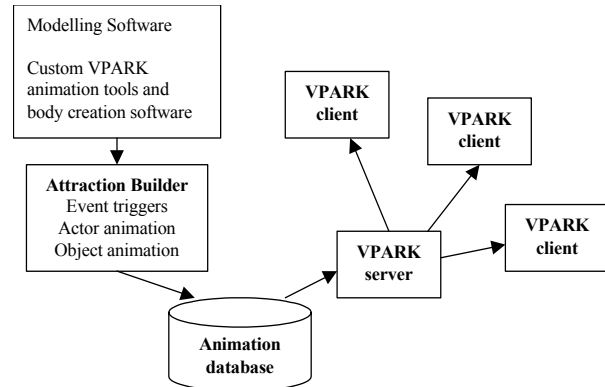 Modelling Software
Custom VPARK
animation tools and
body creation software
Attraction Builder
Event triggers
Actor animation
Object animation
Animation
database
VPARK
server
VPARK
client
VPARK
client
VPARK
client